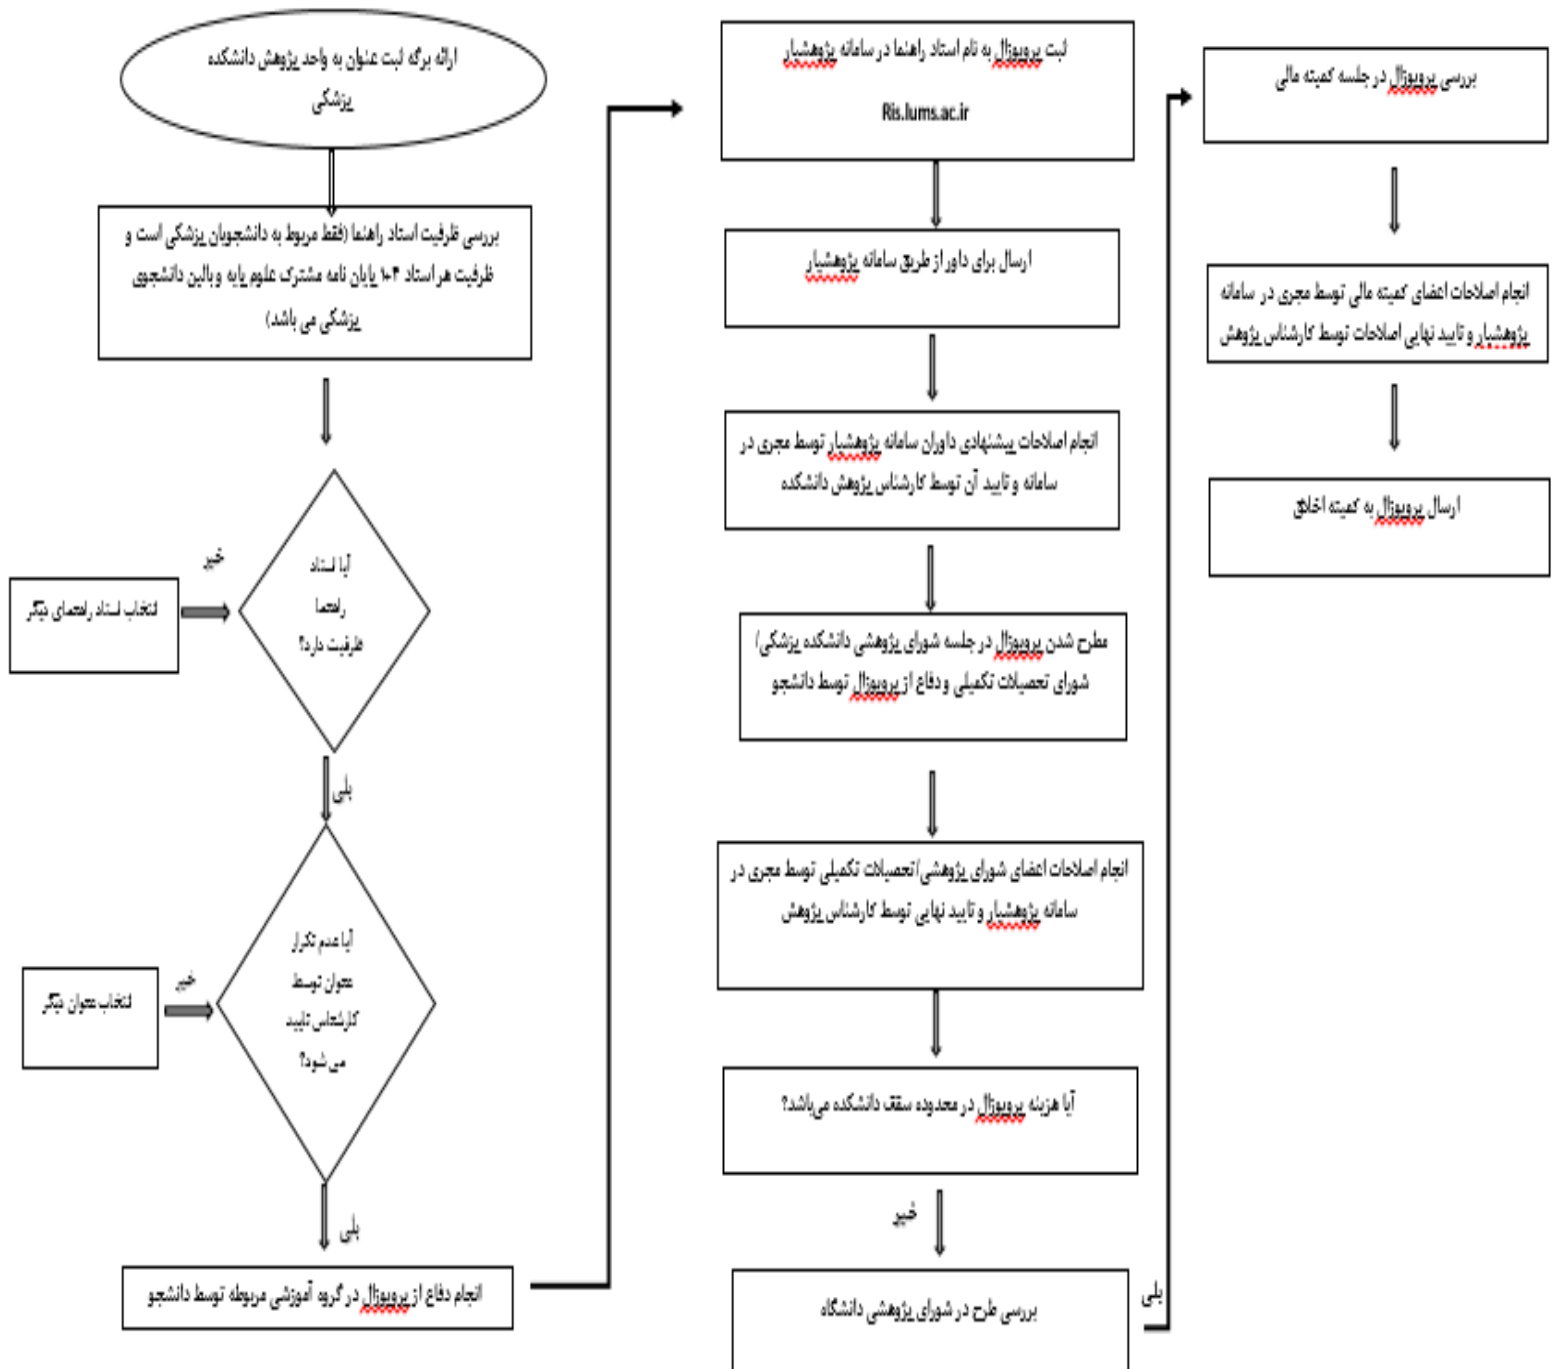 ارائه برگه ثبت عنوان به واحد پژوهش دانشکده
پزشکی
بررسی ظرفیت استاد راهنما (فقط مربوط به دانشجویان پزشکی است و
ظرفیت هر استاد پایان نامه مشترک علوم پایه و بالین دانشجوی
پزشکی می باشد)
آیا استاد
راهنما
ظرفیت دارد؟
خیر
انتخاب استاد راهنمای دیگر
بلی
آیا عدم تکرار
عنوان توسط
کارشناس تایید
می شود؟
خیر
انتخاب عنوان دیگر
بلی
انجام دفاع از پروپوزال در گروه آموزشی مربوطه توسط دانشجو
ثبت پروپوزال به نام استاد راهنما در سامانه پژوهشیار
Ris.lums.ac.ir
ارسال برای داور از طریق سامانه پژوهشیار
انجام اصلاحات پیشنهادی داوران سامانه پژوهشیار توسط مجری در
سامانه و تایید آن توسط کارشناس پژوهش دانشکده
مطرح شدن پروپوزال در جلسه شورای پژوهشی دانشکده پزشکی/
شورای تحصیلات تکمیلی و دفاع از پروپوزال توسط دانشجو
انجام اصلاحات اعضای شورای پژوهشی/تحصیلات تکمیلی توسط مجری در
سامانه پژوهشیار و تایید نهایی توسط کارشناس پژوهش
آیا هزینه پروپوزال در محدوده سقف دانشکده می‌باشد؟
خیر
بررسی طرح در شورای پژوهشی دانشگاه
بلی
بررسی پروپوزال در جلسه کمیته مالی
انجام اصلاحات اعضای کمیته مالی توسط مجری در سامانه
پژوهشیار و تایید نهایی اصلاحات توسط کارشناس پژوهش
ارسال پروپوزال به کمیته اخلاق